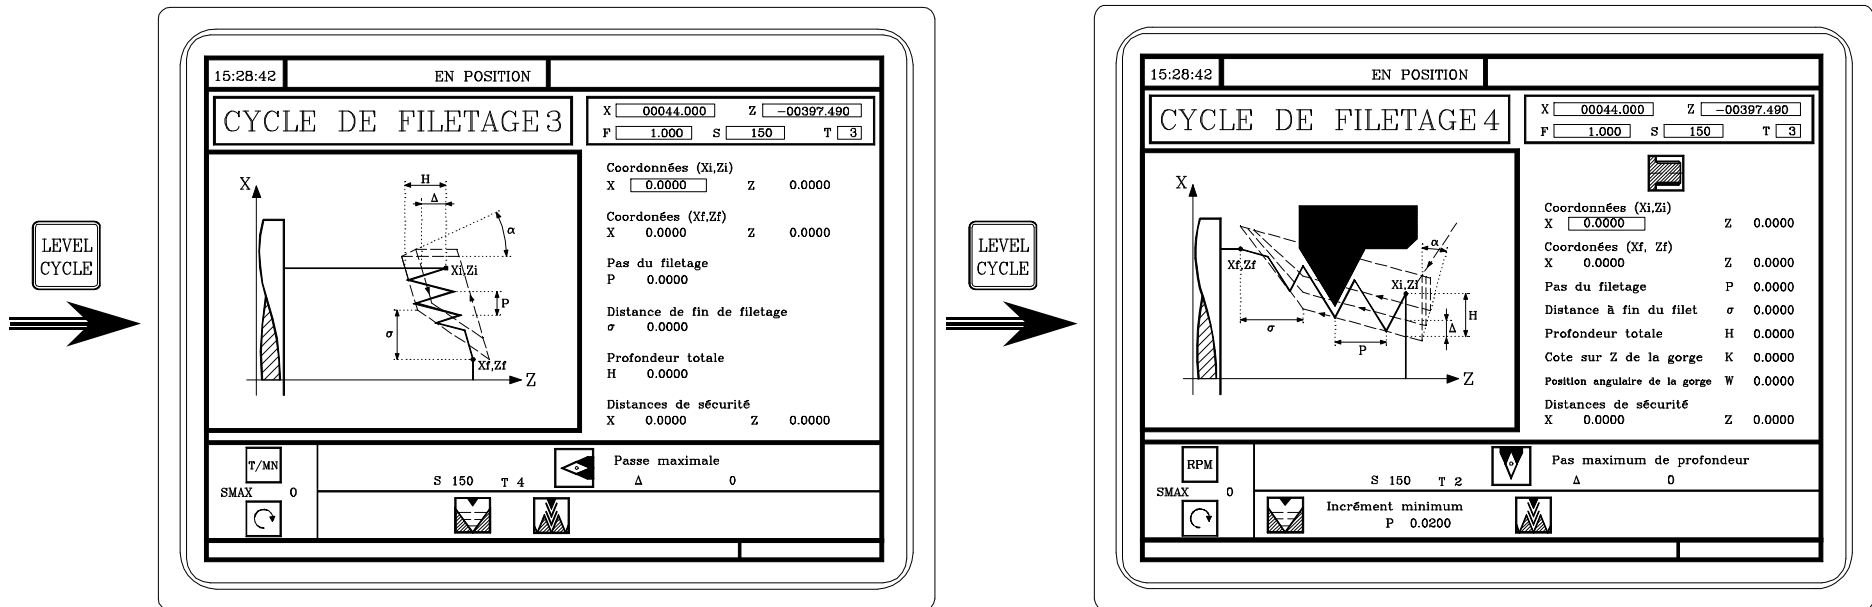 LEVEL
CYCLE
15:28:42 EN POSITION
CYCLE DE FILETAGE 3
X 00044.000 Z -00397.490
F 1.000 S 150 T 3
X
H
Δ
α
Xi,Zi
P
σ
Xf,Zf
Z
Coordonnées (Xi,Zi)
X 0.0000 Z 0.0000
Coordonées (Xf,Zf)
X 0.0000 Z 0.0000
Pas du filetage
P 0.0000
Distance de fin de filetage
σ 0.0000
Profondeur totale
H 0.0000
Distances de sécurité
X 0.0000 Z 0.0000
T/MN
SMAX 0
S 150 T 4
Passe maximale
Δ 0
LEVEL
CYCLE
15:28:42 EN POSITION
CYCLE DE FILETAGE 4
X 00044.000 Z -00397.490
F 1.000 S 150 T 3
X
α
Xf,Zf
Xi,Zi
H
Δ
σ
P
Z
Coordonnées (Xi,Zi)
X 0.0000 Z 0.0000
Coordonées (Xf, Zf)
X 0.0000 Z 0.0000
Pas du filetage P 0.0000
Distance à fin du filet σ 0.0000
Profondeur totale H 0.0000
Cote sur Z de la gorge K 0.0000
Position angulaire de la gorge W 0.0000
Distances de sécurité
X 0.0000 Z 0.0000
RPM
SMAX 0
S 150 T 2
Pas maximum de profondeur
Δ 0
Incrément minimum
P 0.0200